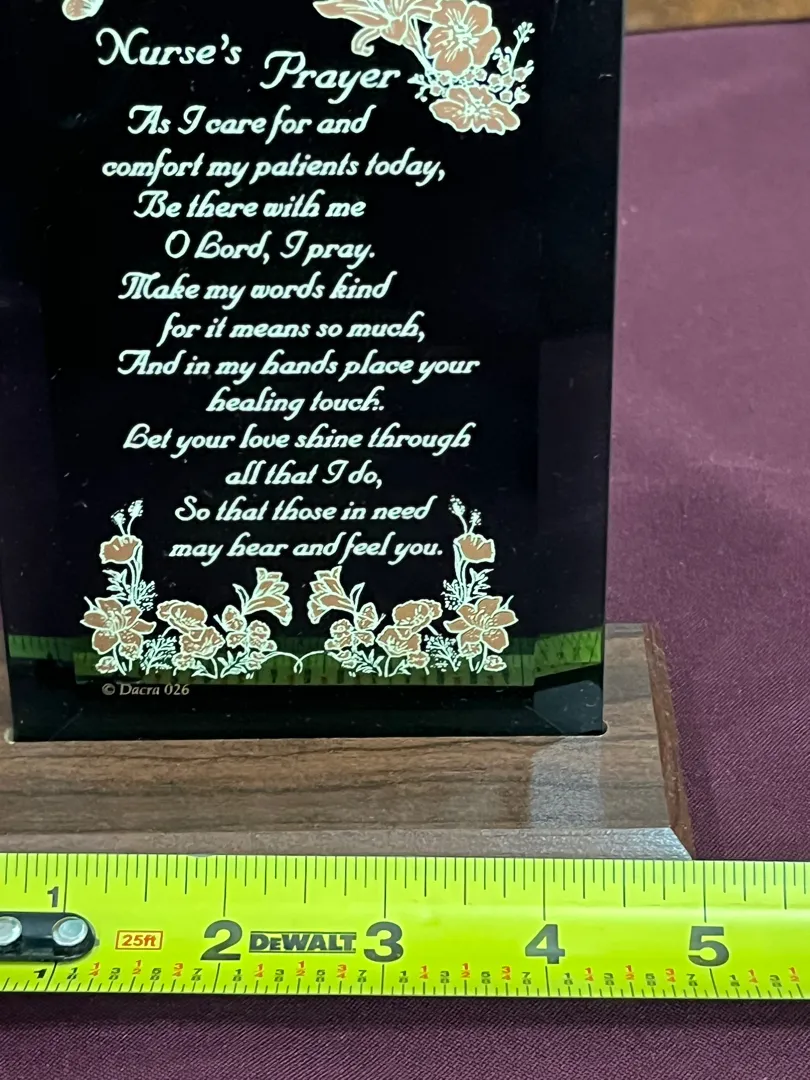 Nurse's
Prayer
As I care for and
comfort my patients today,
Be there with me
O Lord, I pray.
Make my words kind
for it means so much,
And in my hands place your
healing touch.
Let your love shine through
all that I do,
So that those in need
may hear and feel you.
© Dacra 026
1
25ft
2 DEWALT 3 4 5
1